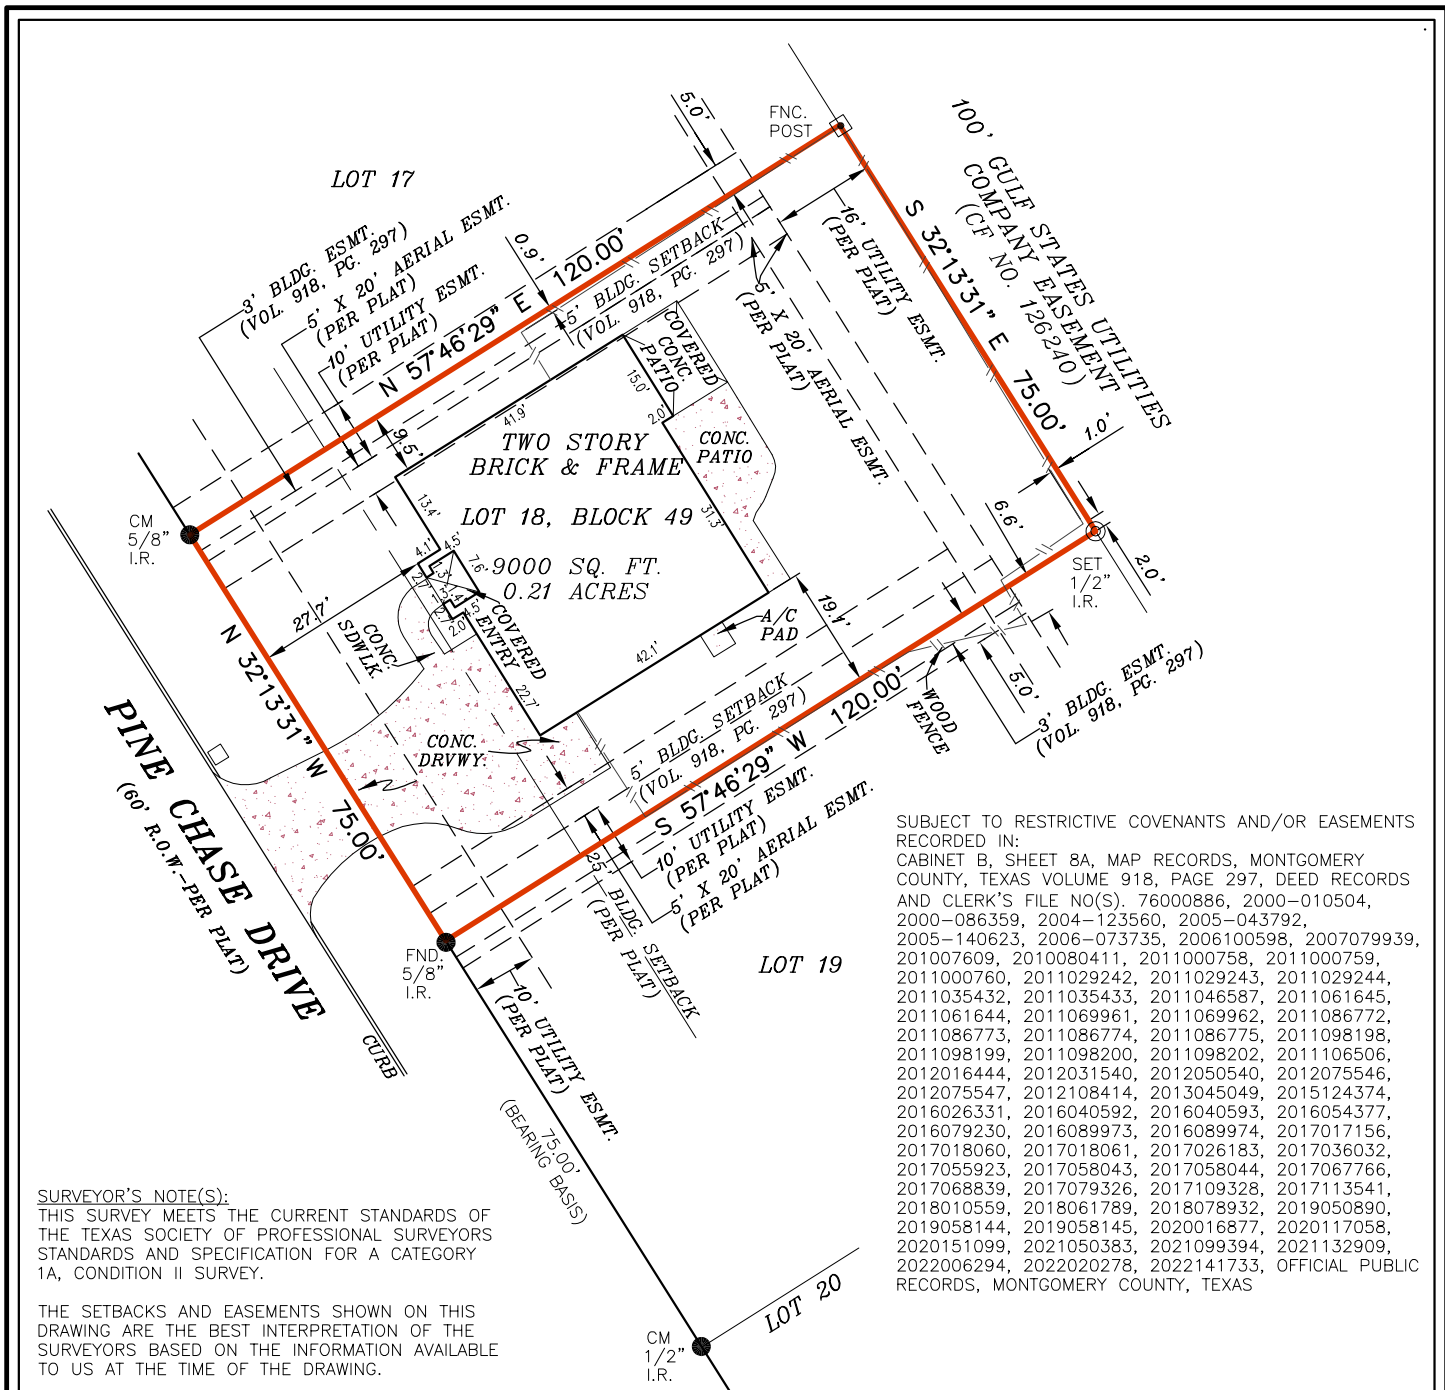 LOT 17
FNC.
POST
5.0'
100' GULF STATES UTILITIES
COMPANY EASEMENT
(CF NO. 126240)
3' BLDG. ESMT.
(VOL. 918, PG. 297)
5' X 20' AERIAL ESMT.
(PER PLAT)
10' UTILITY ESMT.
(PER PLAT)
N 57°46'29" E 120.00'
0.9'
5' BLDG. SETBACK
(VOL. 918, PG. 297)
16' UTILITY ESMT.
(PER PLAT)
S 32°13'31" E 75.00'
5' X 20' AERIAL ESMT.
(PER PLAT)
COVERED
CONC.
PATIO
15.0'
2.0'
41.9'
9.5'
TWO STORY
BRICK & FRAME
CONC.
PATIO
1.0'
LOT 18, BLOCK 49
13.4'
31.3'
6.6'
9000 SQ. FT.
0.21 ACRES
CM
5/8"
I.R.
4.1'
4.5'
7.6'
2.7'
1.3'
1.4'
2.7'
2.0'
4.5'
COVERED
ENTRY
SET
1/2"
I.R.
2.0'
27.7'
CONC.
SDWLK.
A/C
PAD
19.1'
42.1'
22.7'
N 32°13'31" W 75.00'
CONC.
DRVWY.
5' BLDG. SETBACK
(VOL. 918, PG. 297)
S 57°46'29" W 120.00'
WOOD
FENCE
5.0'
3' BLDG. ESMT.
(VOL. 918, PG. 297)
10' UTILITY ESMT.
(PER PLAT)
5' X 20' AERIAL ESMT.
(PER PLAT)
25' BLDG. SETBACK
(PER PLAT)
PINE CHASE DRIVE
(60' R.O.W.-PER PLAT)
CURB
FND.
5/8"
I.R.
LOT 19
10' UTILITY ESMT.
(PER PLAT)
75.00'
(BEARING BASIS)
CM
1/2"
I.R.
LOT 20
SUBJECT TO RESTRICTIVE COVENANTS AND/OR EASEMENTS
RECORDED IN:
CABINET B, SHEET 8A, MAP RECORDS, MONTGOMERY
COUNTY, TEXAS VOLUME 918, PAGE 297, DEED RECORDS
AND CLERK'S FILE NO(S). 76000886, 2000-010504,
2000-086359, 2004-123560, 2005-043792,
2005-140623, 2006-073735, 2006100598, 2007079939,
201007609, 2010080411, 2011000758, 2011000759,
2011000760, 2011029242, 2011029243, 2011029244,
2011035432, 2011035433, 2011046587, 2011061645,
2011061644, 2011069961, 2011069962, 2011086772,
2011086773, 2011086774, 2011086775, 2011098198,
2011098199, 2011098200, 2011098202, 2011106506,
2012016444, 2012031540, 2012050540, 2012075546,
2012075547, 2012108414, 2013045049, 2015124374,
2016026331, 2016040592, 2016040593, 2016054377,
2016079230, 2016089973, 2016089974, 2017017156,
2017018060, 2017018061, 2017026183, 2017036032,
2017055923, 2017058043, 2017058044, 2017067766,
2017068839, 2017079326, 2017109328, 2017113541,
2018010559, 2018061789, 2018078932, 2019050890,
2019058144, 2019058145, 2020016877, 2020117058,
2020151099, 2021050383, 2021099394, 2021132909,
2022006294, 2022020278, 2022141733, OFFICIAL PUBLIC
RECORDS, MONTGOMERY COUNTY, TEXAS
SURVEYOR'S NOTE(S):
THIS SURVEY MEETS THE CURRENT STANDARDS OF
THE TEXAS SOCIETY OF PROFESSIONAL SURVEYORS
STANDARDS AND SPECIFICATION FOR A CATEGORY
1A, CONDITION II SURVEY.
THE SETBACKS AND EASEMENTS SHOWN ON THIS
DRAWING ARE THE BEST INTERPRETATION OF THE
SURVEYORS BASED ON THE INFORMATION AVAILABLE
TO US AT THE TIME OF THE DRAWING.